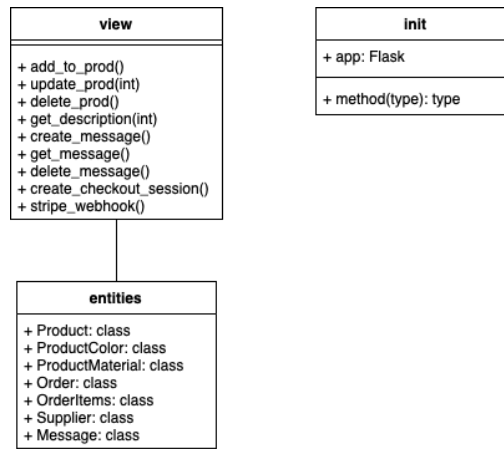 view
+ add_to_prod()
+ update_prod(int)
+ delete_prod()
+ get_description(int)
+ create_message()
+ get_message()
+ delete_message()
+ create_checkout_session()
+ stripe_webhook()
init
+ app: Flask
+ method(type): type
entities
+ Product: class
+ ProductColor: class
+ ProductMaterial: class
+ Order: class
+ OrderItems: class
+ Supplier: class
+ Message: class